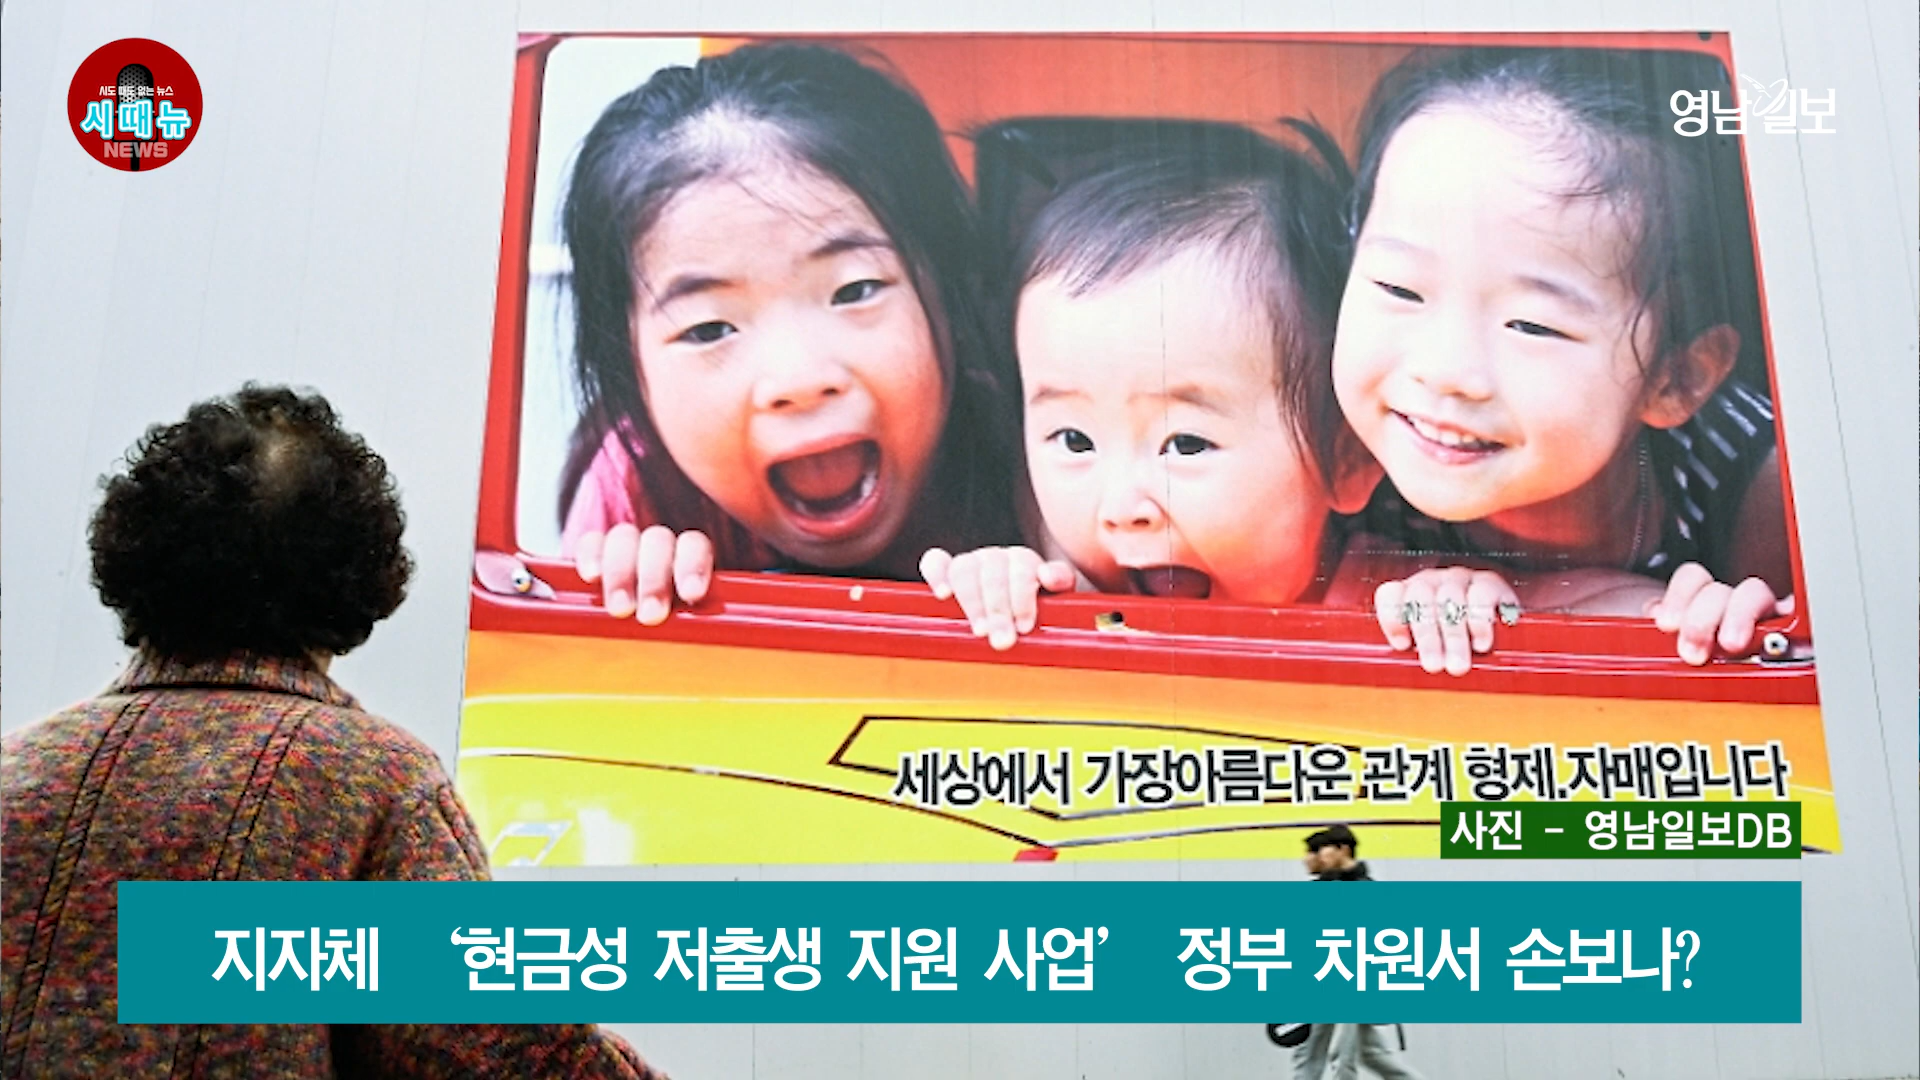 시도 때도 없는 뉴스
시때뉴
NEWS
영남일보
세상에서 가장아름다운 관계 형제.자매입니다
사진 - 영남일보DB
지자체 ‘현금성 저출생 지원 사업’ 정부 차원서 손보나?